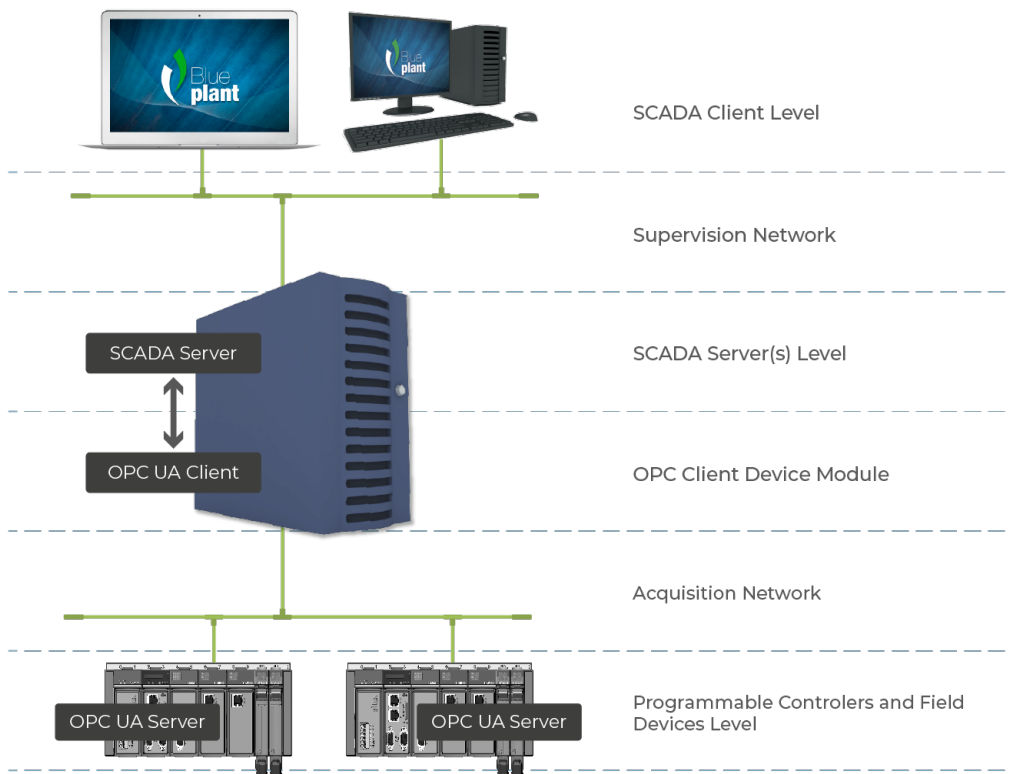 Blue
plant
Blue
plant
SCADA Client Level
Supervision Network
SCADA Server
SCADA Server(s) Level
OPC UA Client
OPC Client Device Module
Acquisition Network
OPC UA Server
OPC UA Server
Programmable Controlers and Field
Devices Level